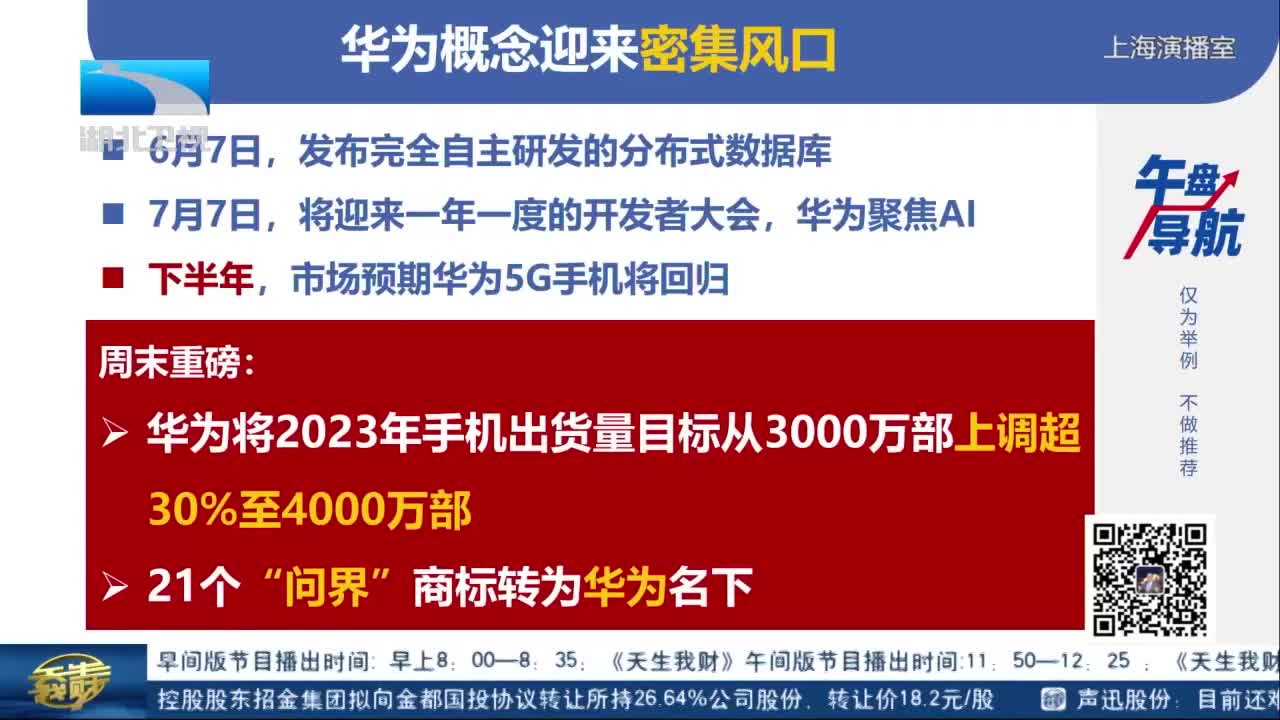 华为概念迎来密集风口
上海演播室
湖北卫视
6月7日，发布完全自主研发的分布式数据库
7月7日，将迎来一年一度的开发者大会，华为聚焦AI
下半年，市场预期华为5G手机将回归
午盘
导航
仅为举例 不做推荐
周末重磅：
华为将2023年手机出货量目标从3000万部上调超
30%至4000万部
21个“问界”商标转为华为名下
天生我财
早间版节目播出时间：早上8：00—8：35；《天生我财》午间版节目播出时间:11：50—12：25 ；《天生我财
控股股东招金集团拟向金都国投协议转让所持26.64%公司股份，转让价18.2元/股
声迅股份：目前还